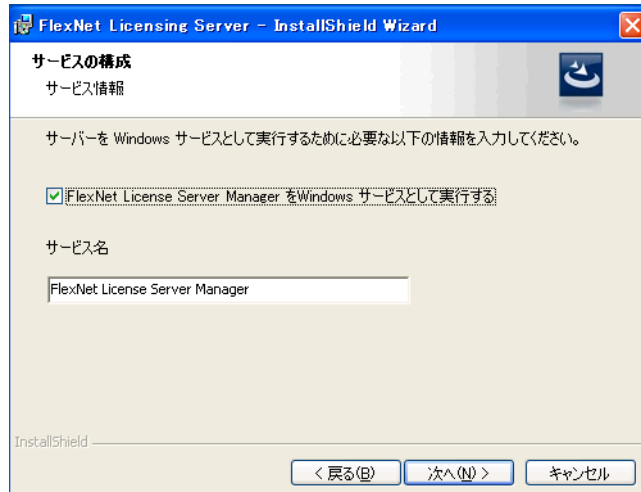 FlexNet Licensing Server - InstallShield Wizard
サービスの構成
サービス情報
サーバーを Windows サービスとして実行するために必要な以下の情報を入力してください。
FlexNet License Server Manager をWindows サービスとして実行する
サービス名
FlexNet License Server Manager
InstallShield
< 戻る(B)
次へ(N) >
キャンセル